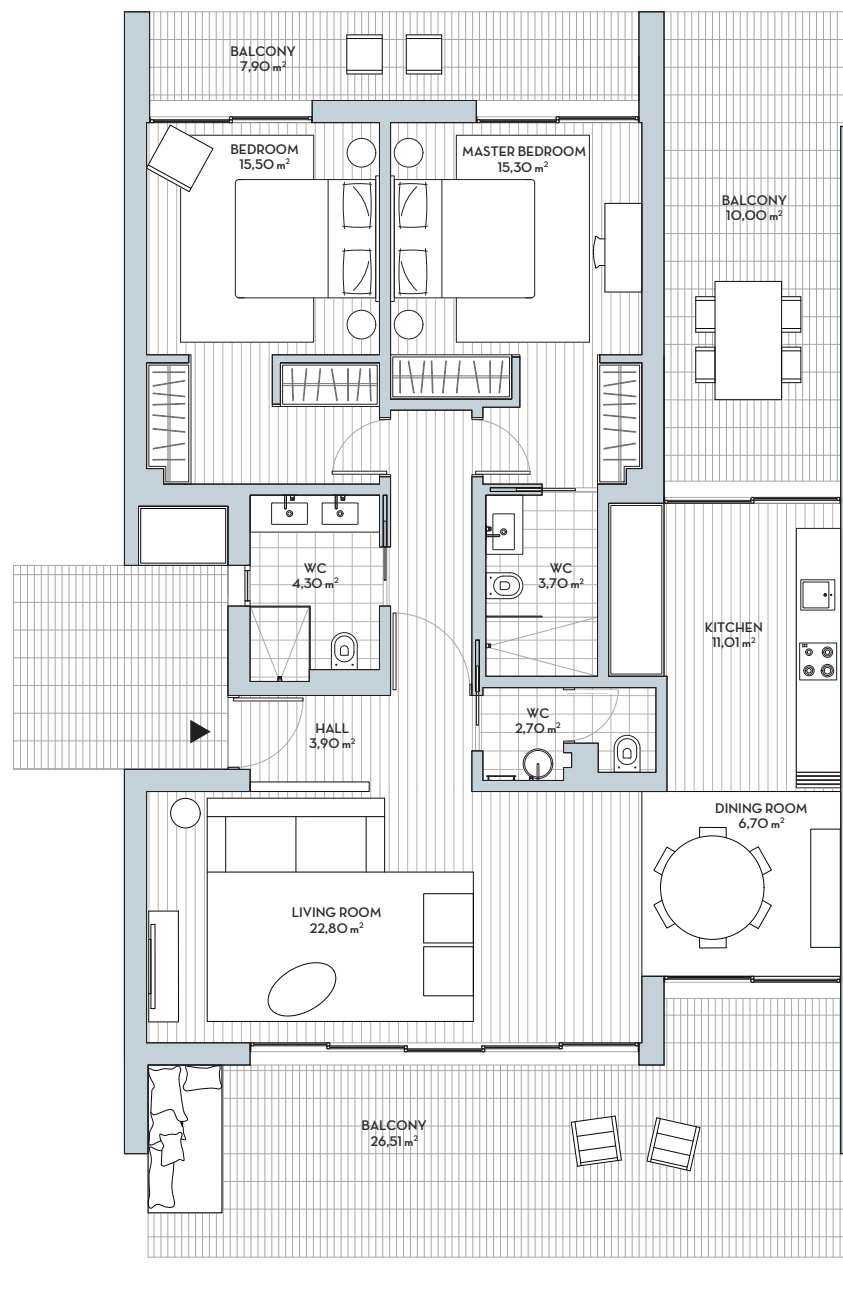 BALCONY
7,90 m²
BEDROOM
15,50 m²
MASTER BEDROOM
15,30 m²
BALCONY
10,00 m²
WC
4,30 m²
WC
3,70 m²
KITCHEN
11,01 m²
HALL
3,90 m²
WC
2,70 m²
DINING ROOM
6,70 m²
LIVING ROOM
22,80 m²
BALCONY
26,51 m²